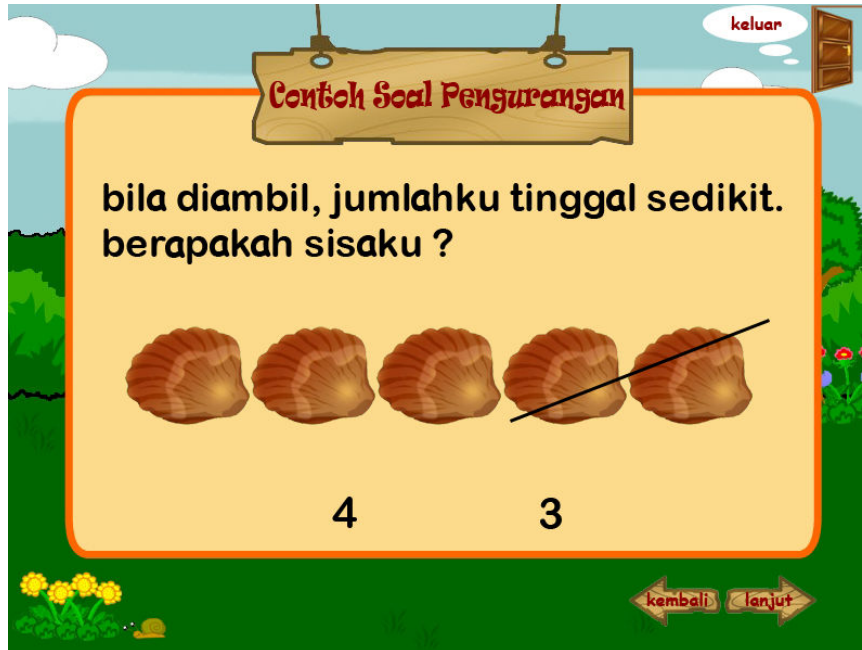 keluar
Contoh Soal Pengurangan
bila diambil, jumlahku tinggal sedikit.
berapakah sisaku ?
4 3
kembali lanjut